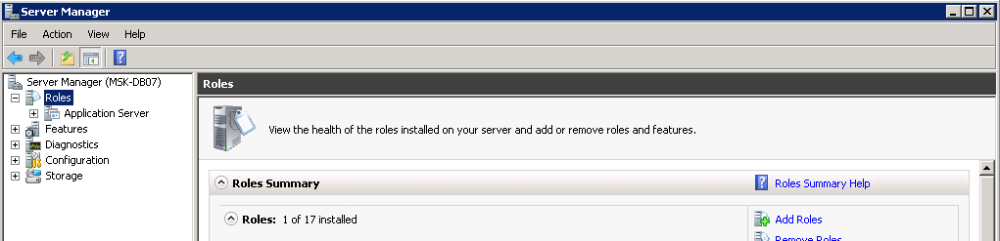 Server Manager
File Action View Help
Server Manager (MSK-DB07)
Roles
Application Server
Features
Diagnostics
Configuration
Storage
Roles
View the health of the roles installed on your server and add or remove roles and features.
Roles Summary
Roles Summary Help
Roles: 1 of 17 installed
Add Roles
Remove Roles